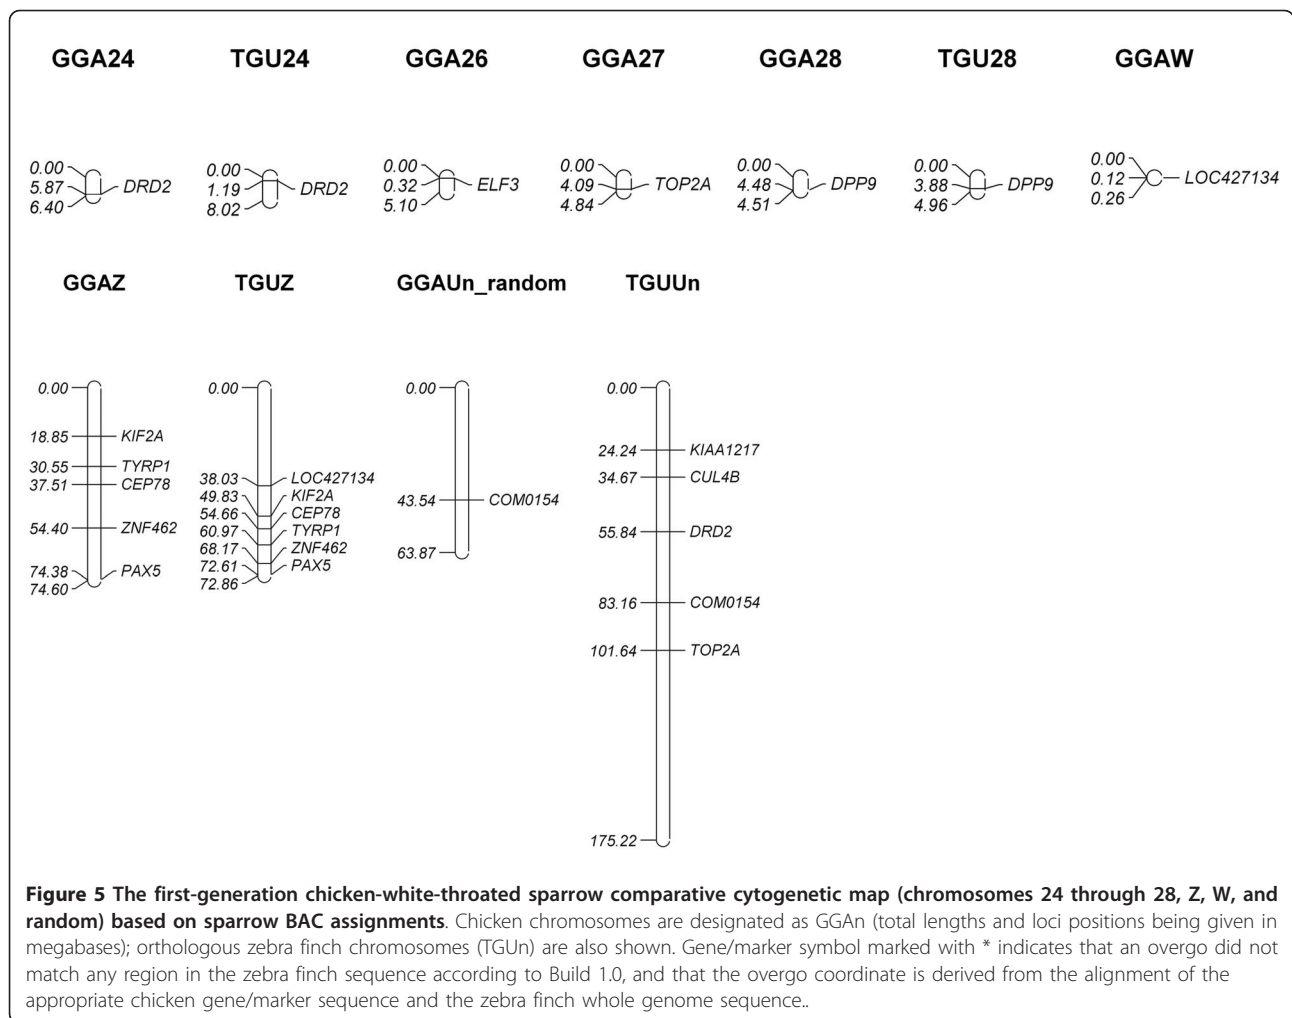 GGA24 TGU24 GGA26 GGA27 GGA28 TGU28 GGAW
0.00 0.00 0.00 0.00 0.00 0.00 0.00
5.87 DRD2 1.19 DRD2 0.32 ELF3 4.09 TOP2A 4.48 DPP9 3.88 DPP9 0.12 LOC427134
6.40 8.02 5.10 4.84 4.51 4.96 0.26
GGAZ TGUZ GGAUn_random TGUUn
0.00 0.00 0.00 0.00
18.85 KIF2A
24.24 KIAA1217
30.55 TYRP1
34.67 CUL4B
38.03 LOC427134
37.51 CEP78
49.83 KIF2A
43.54 COM0154
54.66 CEP78
54.40 ZNF462
60.97 TYRP1
55.84 DRD2
68.17 ZNF462
63.87
74.38 PAX5
72.61 PAX5
74.60
72.86
83.16 COM0154
101.64 TOP2A
175.22
Figure 5 The first-generation chicken-white-throated sparrow comparative cytogenetic map (chromosomes 24 through 28, Z, W, and
random) based on sparrow BAC assignments. Chicken chromosomes are designated as GGAn (total lengths and loci positions being given in
megabases); orthologous zebra finch chromosomes (TGUn) are also shown. Gene/marker symbol marked with * indicates that an overgo did not
match any region in the zebra finch sequence according to Build 1.0, and that the overgo coordinate is derived from the alignment of the
appropriate chicken gene/marker sequence and the zebra finch whole genome sequence..